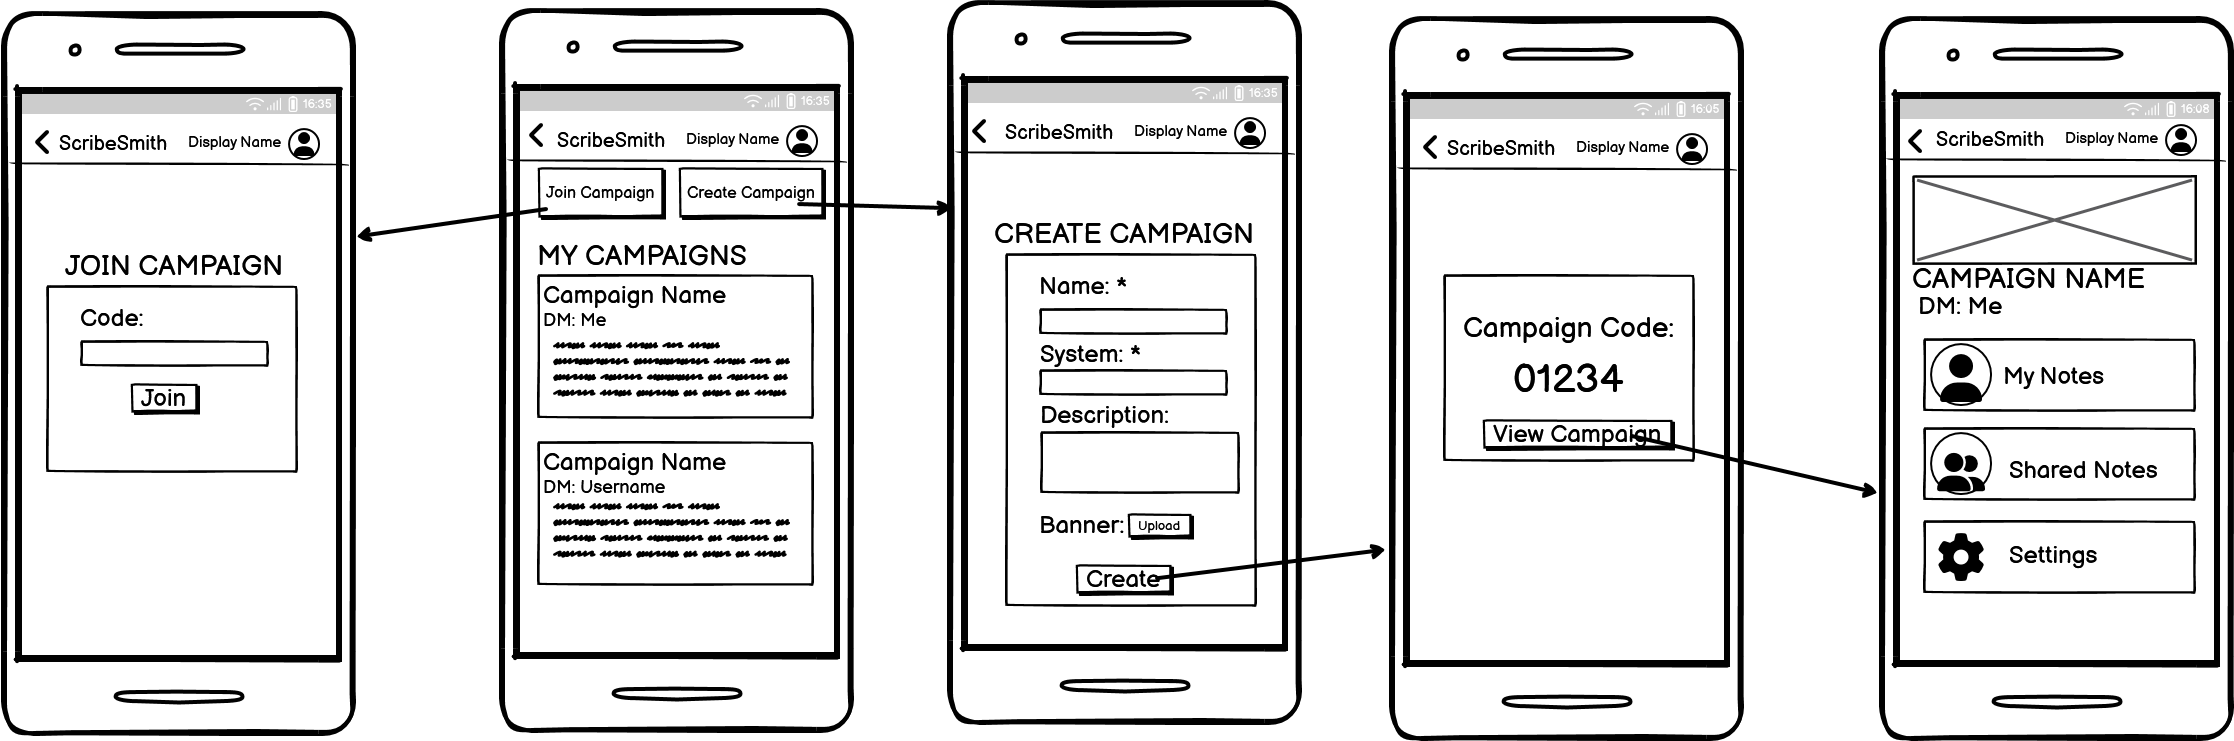 16:35
ScribeSmith Display Name
JOIN CAMPAIGN
Code:
Join
16:35
ScribeSmith Display Name
Join Campaign Create Campaign
MY CAMPAIGNS
Campaign Name
DM: Me
Campaign Name
DM: Username
16:35
ScribeSmith Display Name
CREATE CAMPAIGN
Name: *
System: *
Description:
Banner: Upload
Create
16:05
ScribeSmith Display Name
Campaign Code:
01234
View Campaign
16:08
ScribeSmith Display Name
CAMPAIGN NAME
DM: Me
My Notes
Shared Notes
Settings